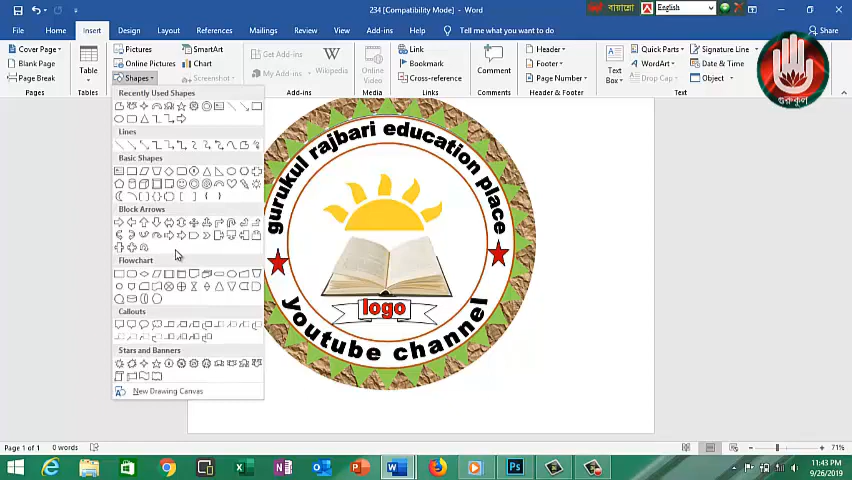 234 [Compatibility Mode] - Word
বায়ান্নো
English
File Home Insert Design Layout References Mailings Review View Add-ins Help Tell me what you want to do Share
Cover Page
Blank Page
Page Break
Pages
Table
Tables
Pictures
Online Pictures
Shapes
SmartArt
Chart
Screenshot
Get Add-ins
My Add-ins
Wikipedia
Online
Video
Media
Link
Bookmark
Cross-reference
Links
Comment
Comments
Header
Footer
Page Number
Header & Footer
Text
Box
Quick Parts
WordArt
Drop Cap
Signature Line
Date & Time
Object
Text
গুরুকুল
Recently Used Shapes
Lines
Basic Shapes
Block Arrows
Flowchart
Callouts
Stars and Banners
New Drawing Canvas
gurukul rajbari education place
logo
youtube channel
Page 1 of 1 0 words
71%
11:43 PM
9/26/2019